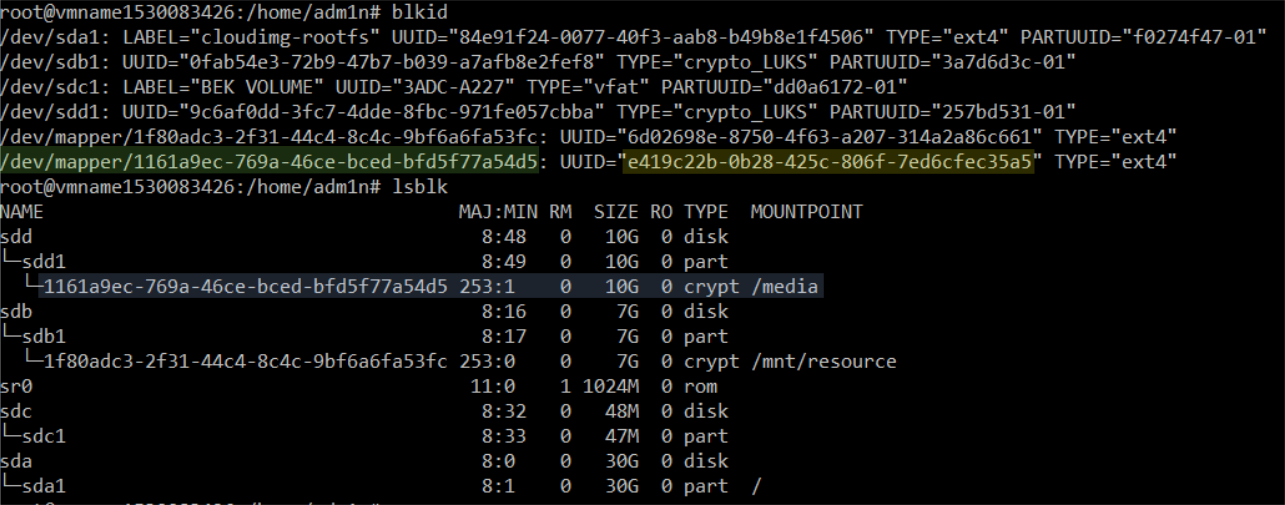 root@vmname1530083426:/home/adm1n# blkid
/dev/sda1: LABEL="cloudimg-rootfs" UUID="84e91f24-0077-40f3-aab8-b49b8e1f4506" TYPE="ext4" PARTUUID="f0274f47-01"
/dev/sdb1: UUID="0fab54e3-72b9-47b7-b039-a7afb8e2fef8" TYPE="crypto_LUKS" PARTUUID="3a7d6d3c-01"
/dev/sdc1: LABEL="BEK VOLUME" UUID="3ADC-A227" TYPE="vfat" PARTUUID="dd0a6172-01"
/dev/sdd1: UUID="9c6af0dd-3fc7-4dde-8fbc-971fe057cbba" TYPE="crypto_LUKS" PARTUUID="257bd531-01"
/dev/mapper/1f80adc3-2f31-44c4-8c4c-9bf6a6fa53fc: UUID="6d02698e-8750-4f63-a207-314a2a86c661" TYPE="ext4"
/dev/mapper/1161a9ec-769a-46ce-bced-bfd5f77a54d5: UUID="e419c22b-0b28-425c-806f-7ed6cfec35a5" TYPE="ext4"
root@vmname1530083426:/home/adm1n# lsblk
NAME MAJ:MIN RM SIZE RO TYPE MOUNTPOINT
sdd 8:48 0 10G 0 disk
└─sdd1 8:49 0 10G 0 part
└─1161a9ec-769a-46ce-bced-bfd5f77a54d5 253:1 0 10G 0 crypt /media
sdb 8:16 0 7G 0 disk
└─sdb1 8:17 0 7G 0 part
└─1f80adc3-2f31-44c4-8c4c-9bf6a6fa53fc 253:0 0 7G 0 crypt /mnt/resource
sr0 11:0 1 1024M 0 rom
sdc 8:32 0 48M 0 disk
└─sdc1 8:33 0 47M 0 part
sda 8:0 0 30G 0 disk
└─sda1 8:1 0 30G 0 part /